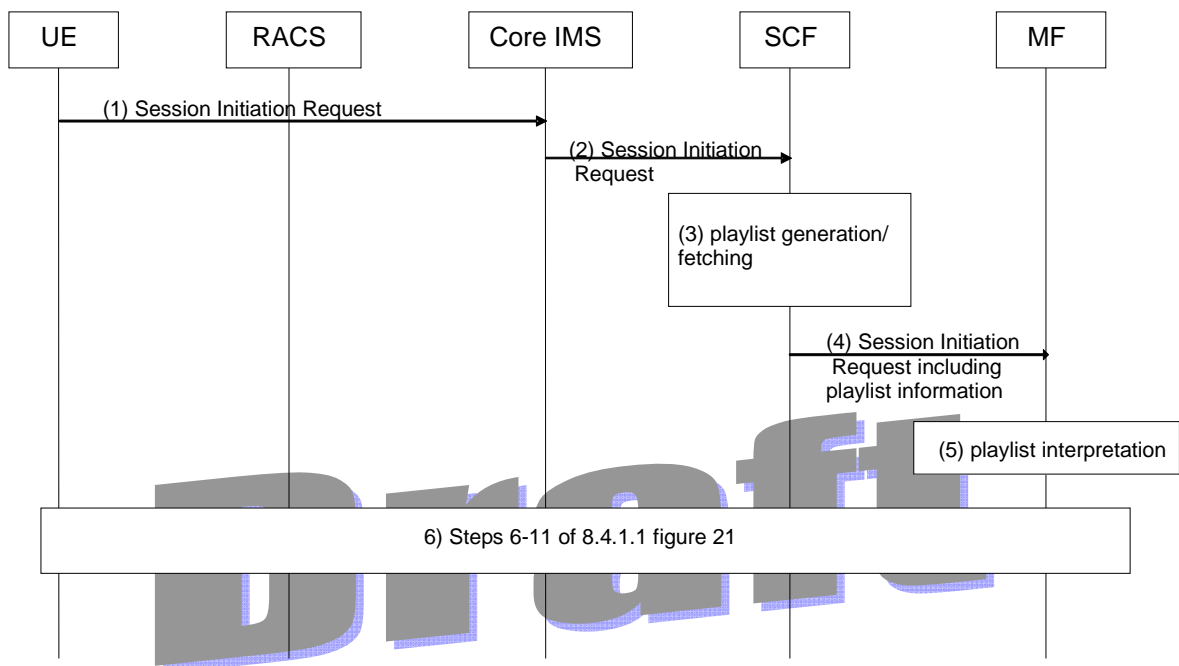 UE
RACS
Core IMS
SCF
MF
(1) Session Initiation Request
(2) Session Initiation
Request
(3) playlist generation/
fetching
(4) Session Initiation
Request including
playlist information
(5) playlist interpretation
6) Steps 6-11 of 8.4.1.1 figure 21
Draft